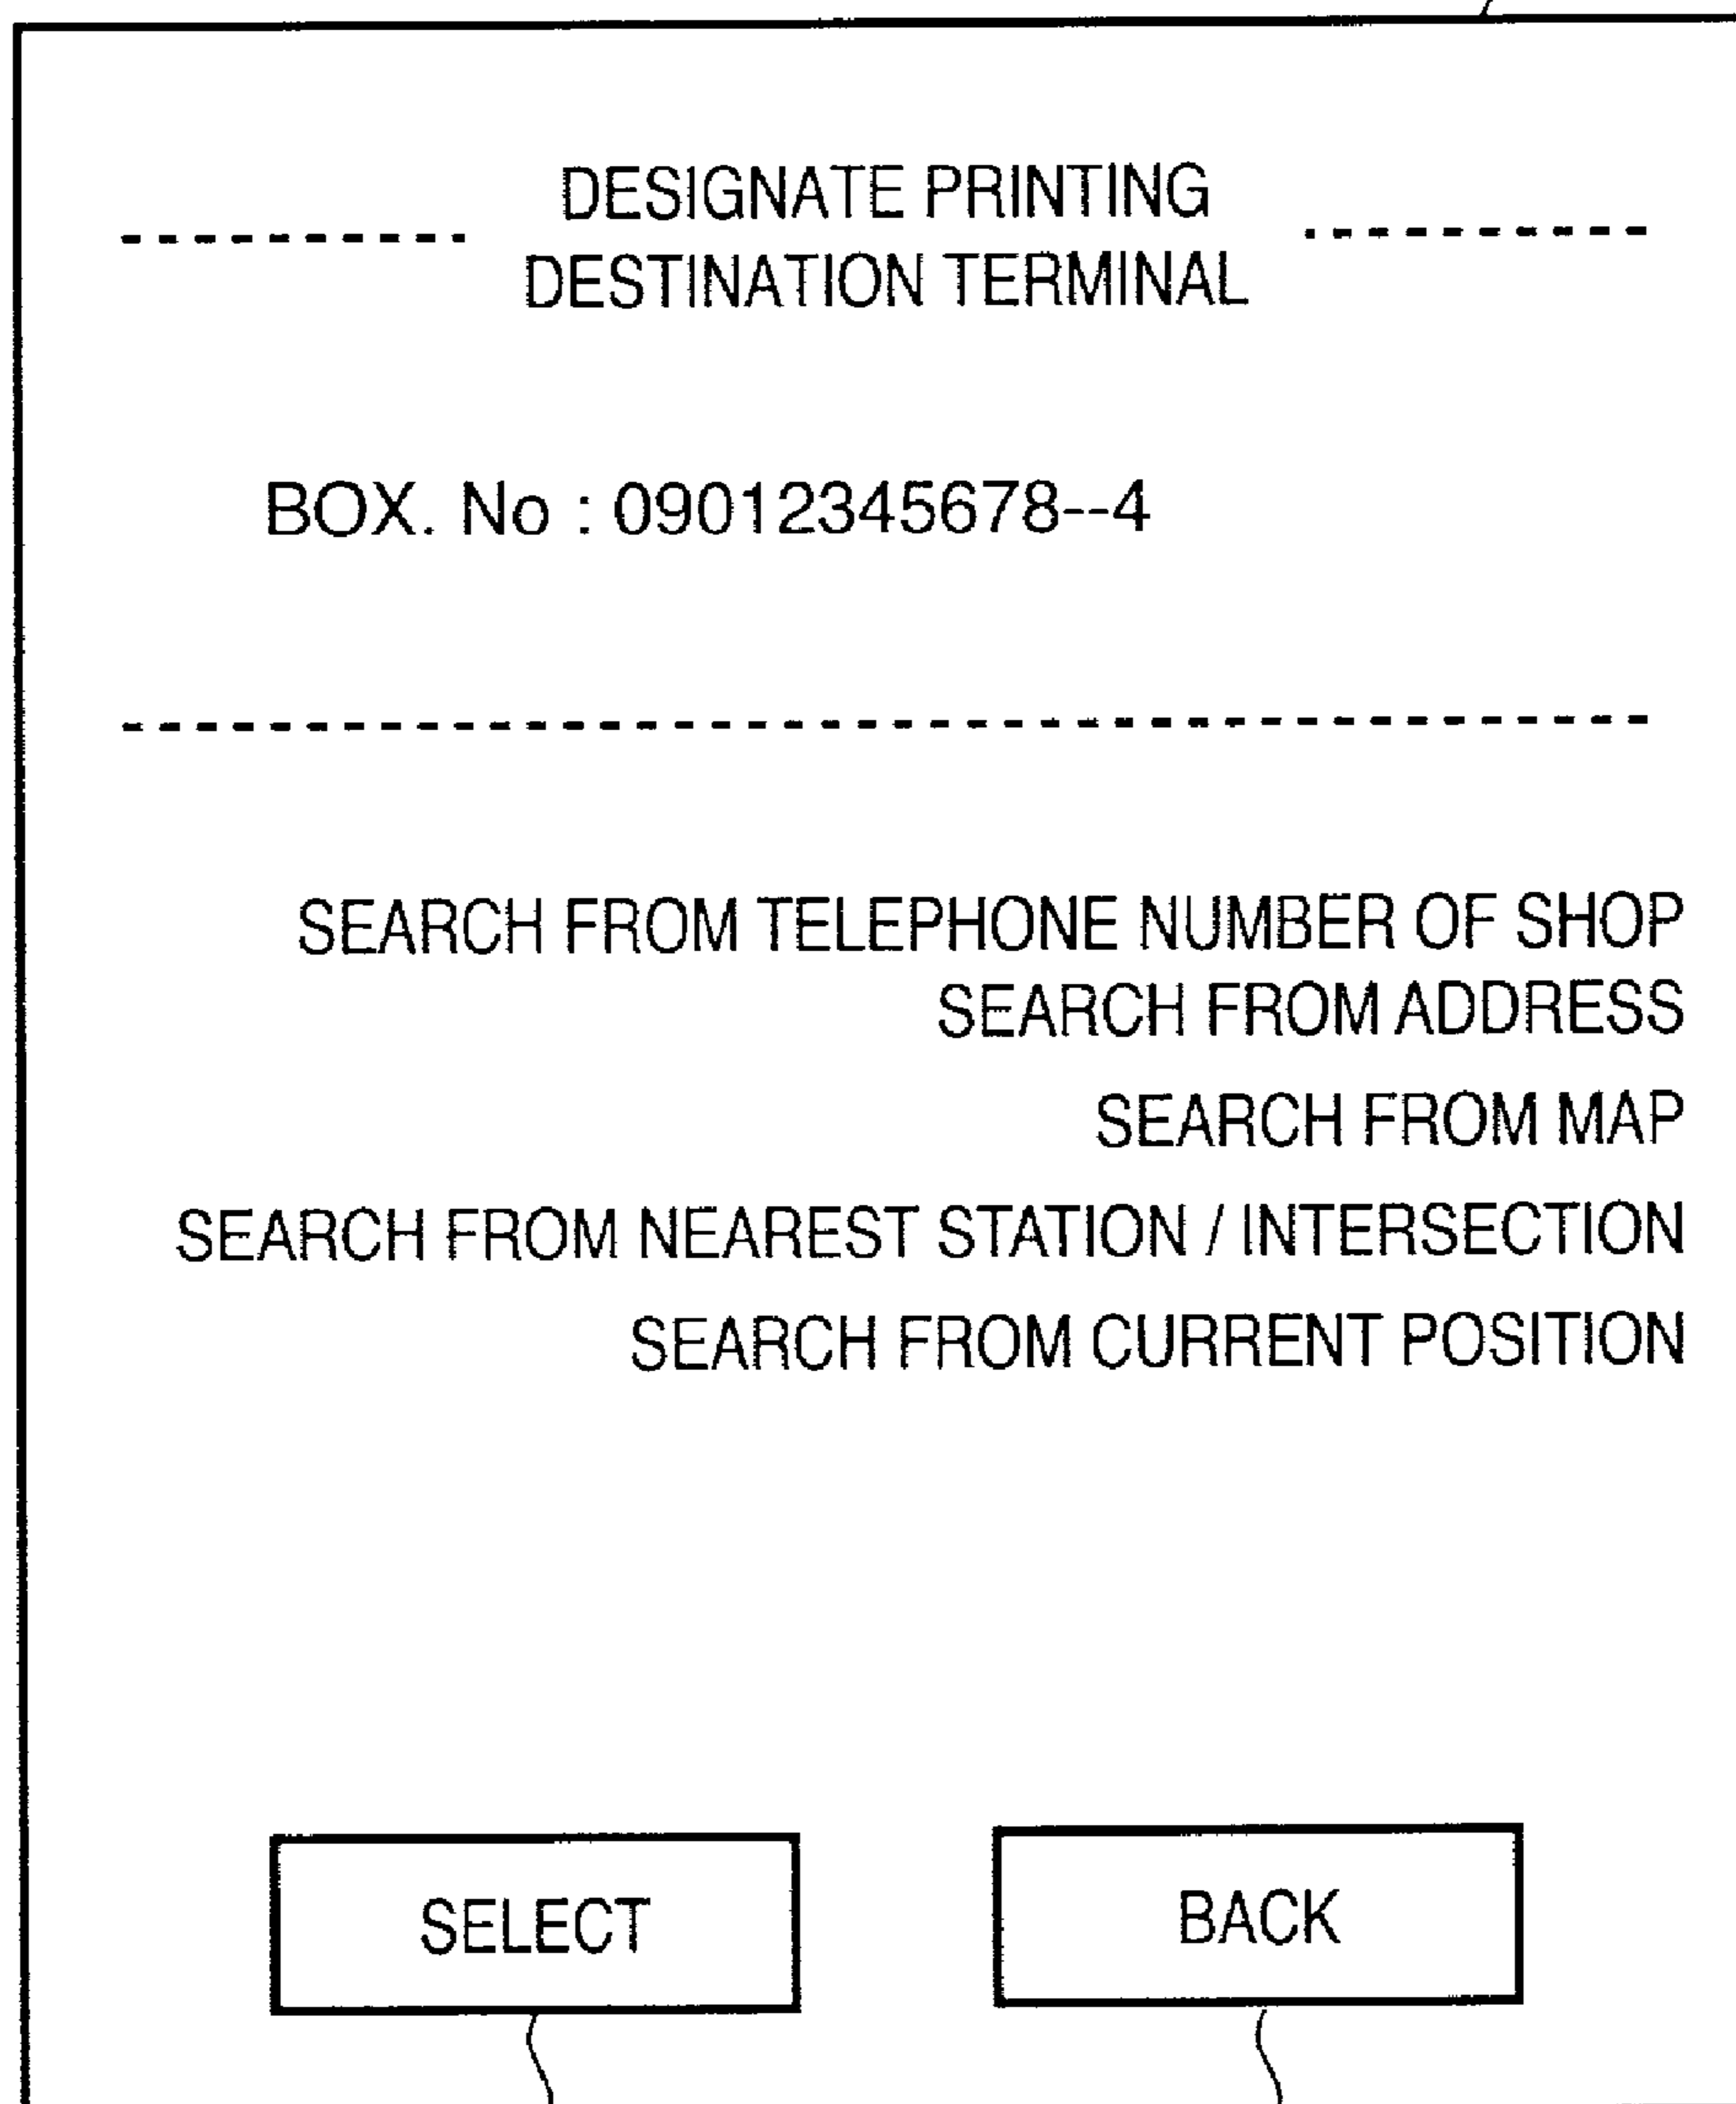 DESIGNATE PRINTING
DESTINATION TERMINAL
BOX. No : 09012345678--4
SEARCH FROM TELEPHONE NUMBER OF SHOP
SEARCH FROM ADDRESS
SEARCH FROM MAP
SEARCH FROM NEAREST STATION / INTERSECTION
SEARCH FROM CURRENT POSITION
SELECT
BACK